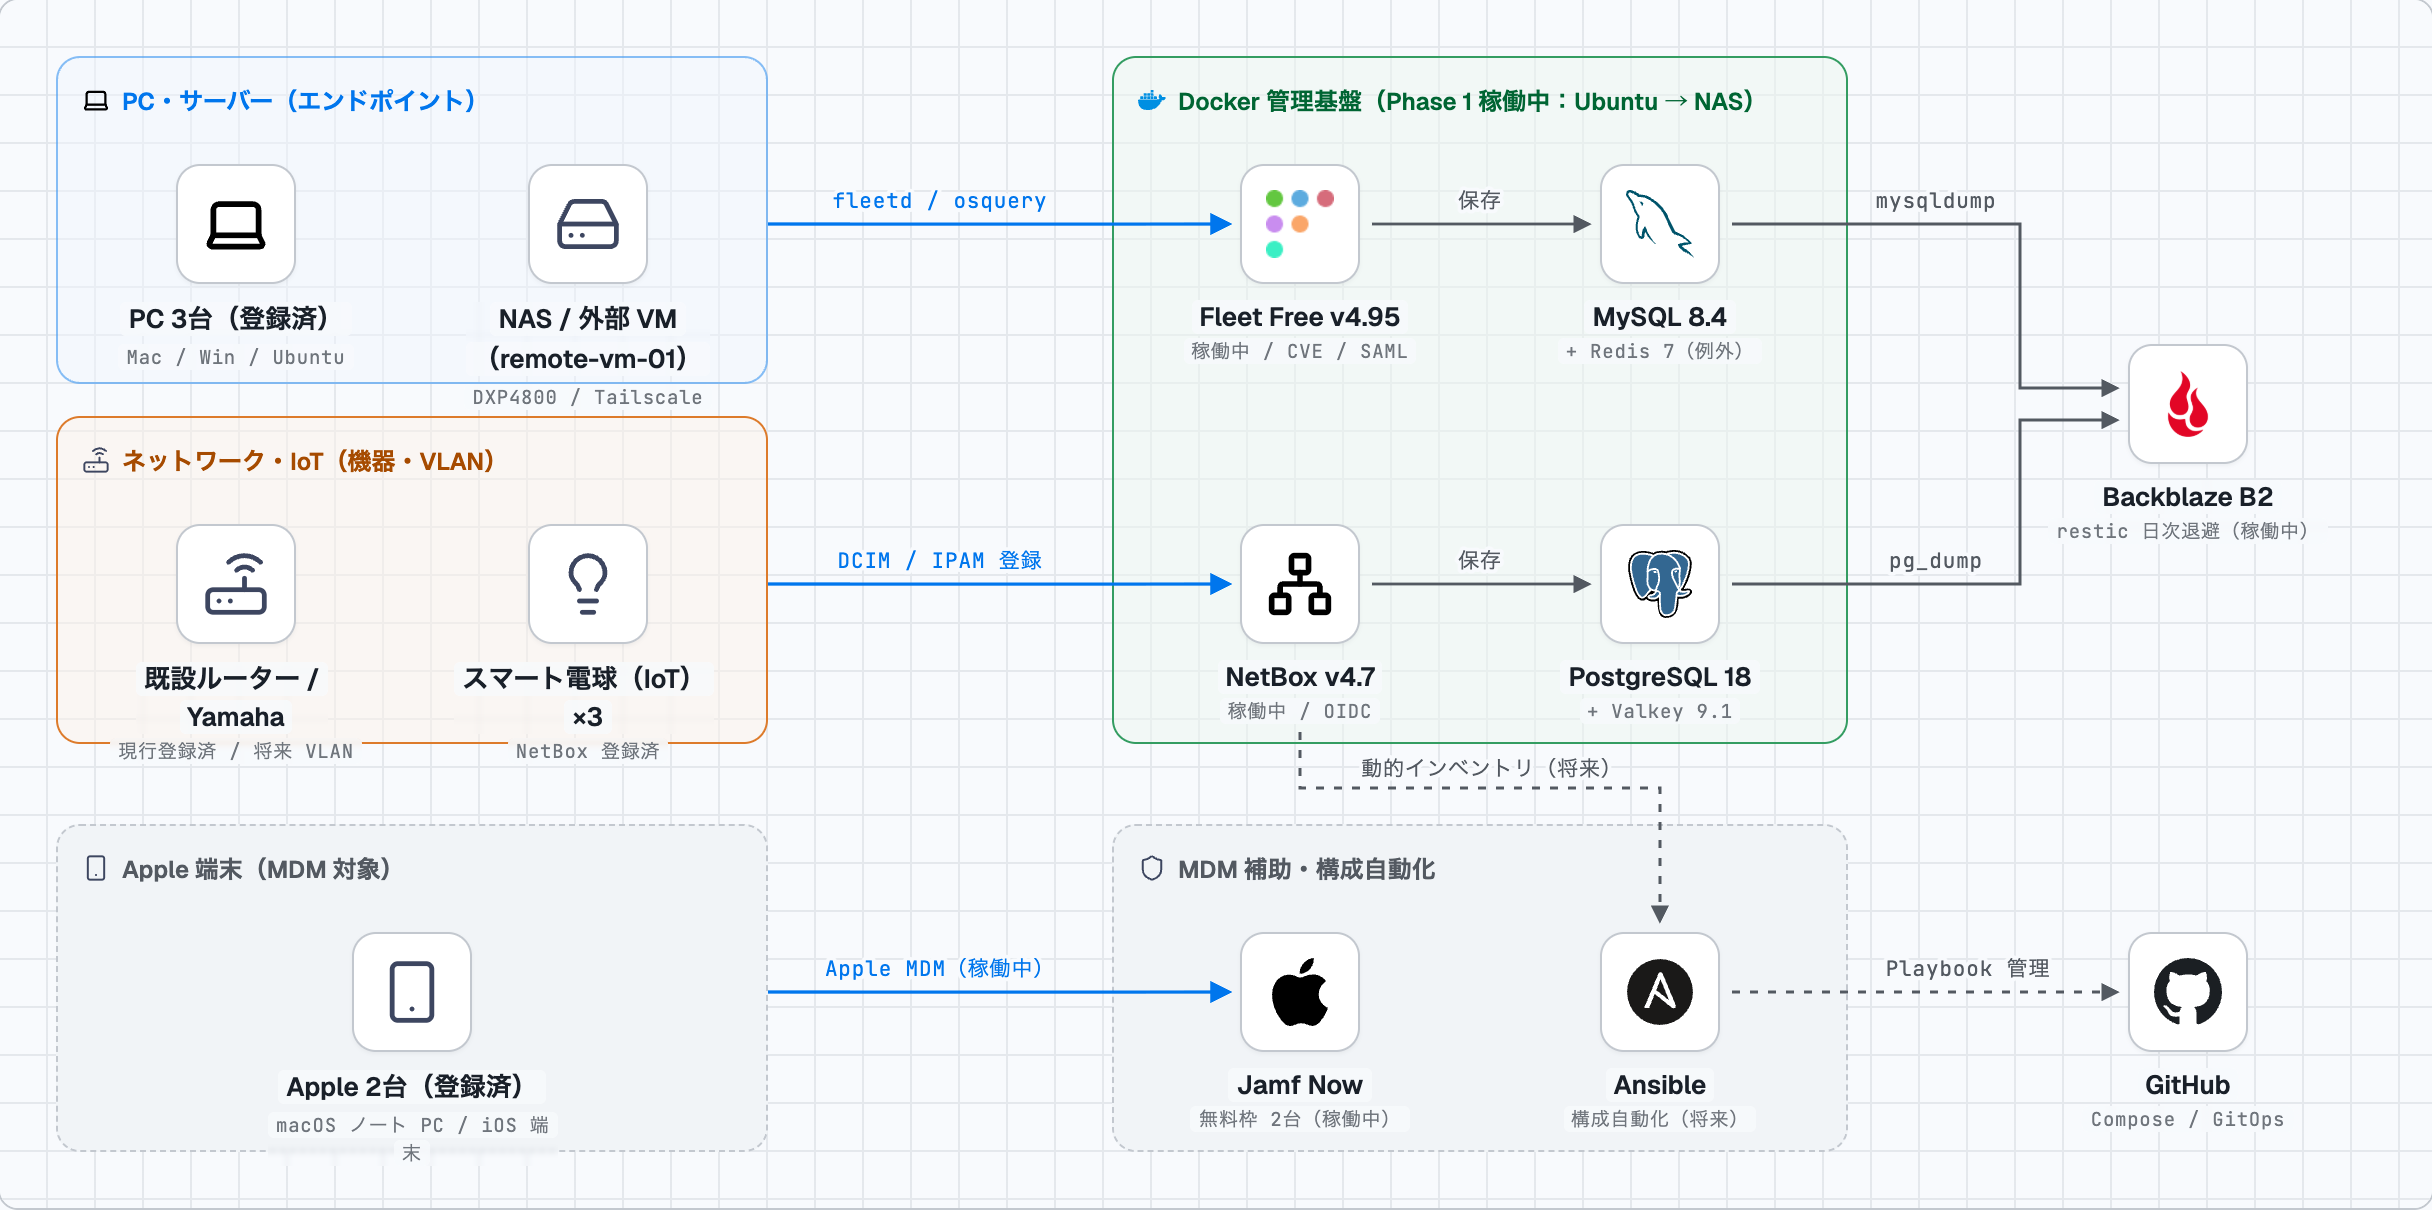 PC・サーバー（エンドポイント）
PC 3台（登録済）
Mac / Win / Ubuntu
NAS / 外部 VM
（remote-vm-01）
DXP4800 / Tailscale
fleetd / osquery
Docker 管理基盤（Phase 1 稼働中：Ubuntu → NAS）
Fleet Free v4.95
稼働中 / CVE / SAML
保存
MySQL 8.4
+ Redis 7（例外）
mysqldump
Backblaze B2
restic 日次退避（稼働中）
ネットワーク・IoT（機器・VLAN）
既設ルーター /
Yamaha
現行登録済 / 将来 VLAN
スマート電球（IoT）
×3
NetBox 登録済
DCIM / IPAM 登録
NetBox v4.7
稼働中 / OIDC
保存
PostgreSQL 18
+ Valkey 9.1
pg_dump
動的インベントリ（将来）
Apple 端末（MDM 対象）
Apple 2台（登録済）
macOS ノート PC / iOS 端
末
Apple MDM（稼働中）
MDM 補助・構成自動化
Jamf Now
無料枠 2台（稼働中）
Ansible
構成自動化（将来）
Playbook 管理
GitHub
Compose / GitOps